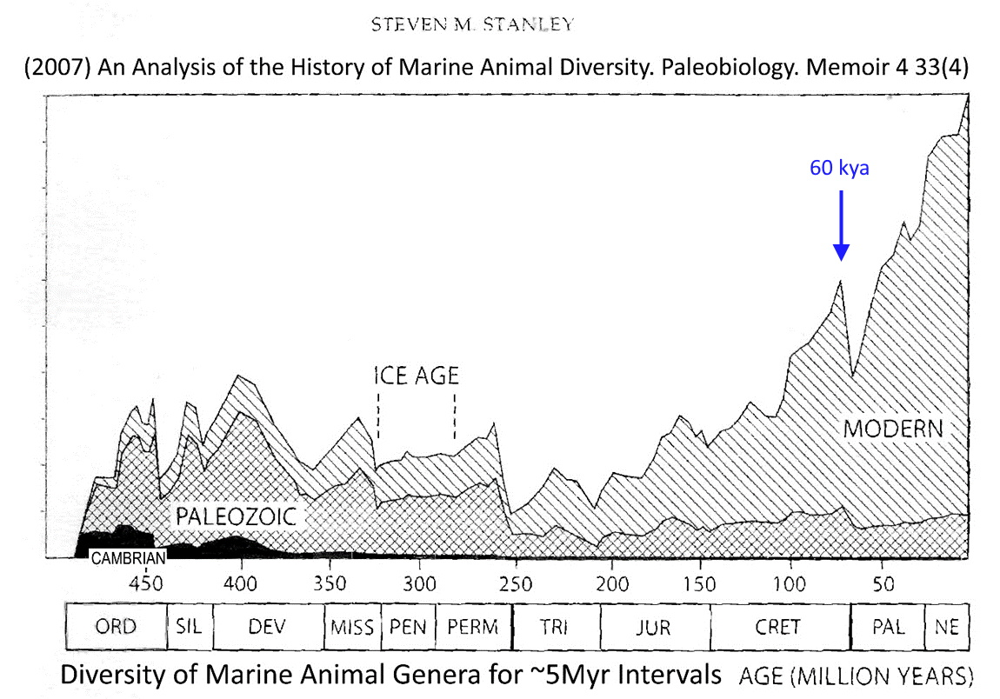 STEVEN M. STANLEY
(2007) An Analysis of the History of Marine Animal Diversity. Paleobiology. Memoir 4 33(4)
60 kya
ICE AGE
MODERN
PALEOZOIC
CAMBRIAN
450 400 350 300 250 200 150 100 50
ORD SIL DEV MISS PEN PERM TRI JUR CRET PAL NE
Diversity of Marine Animal Genera for ~5Myr Intervals AGE (MILLION YEARS)